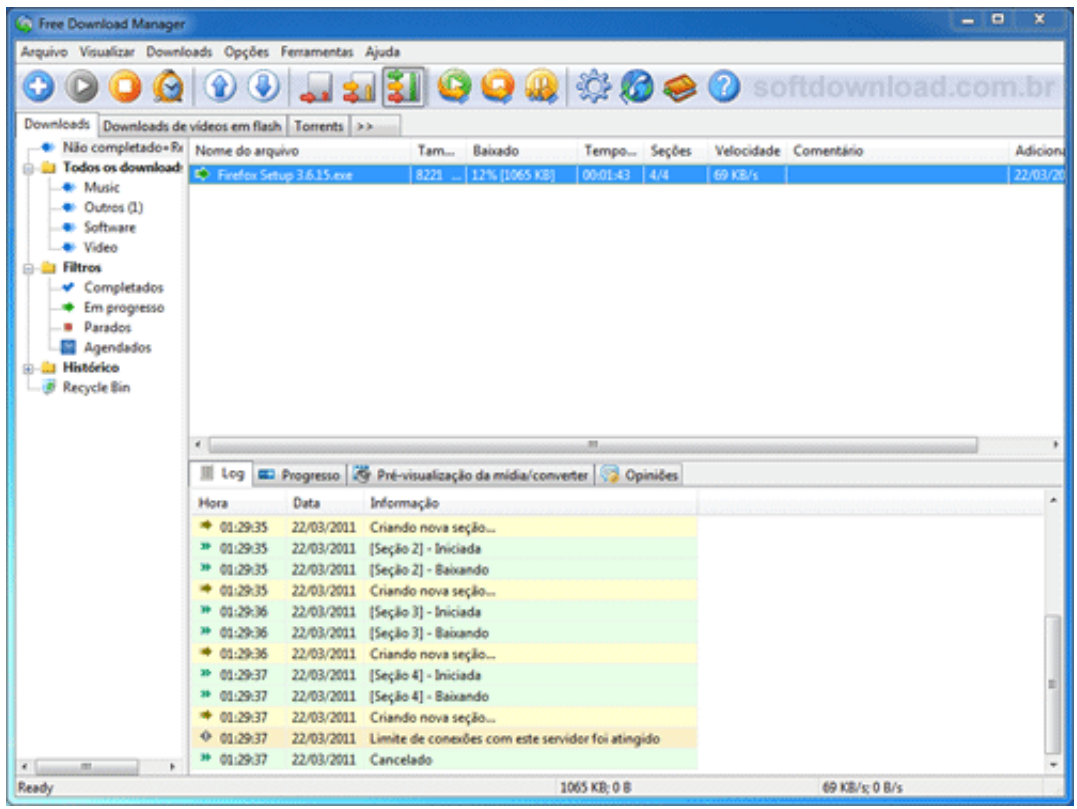 Free Download Manager
Arquivo Visualizar Downloads Opções Ferramentas Ajuda
softdownload.com.br
Downloads Downloads de vídeos em flash Torrents >>
Não completado=Re
Todos os download
Music
Outros (1)
Software
Video
Filtros
Completados
Em progresso
Parados
Agendados
Histórico
Recycle Bin
Nome do arquivo Tam... Baixado Tempo... Seções Velocidade Comentário Adiciona
Firefox Setup 3.6.15.exe 8221 ... 12% [1065 KB] 00:01:43 4/4 69 KB/s 22/03/20
Log Progresso Pré-visualização da mídia/converter Opiniões
Hora Data Informação
01:29:35 22/03/2011 Criando nova seção...
01:29:35 22/03/2011 [Seção 2] - Iniciada
01:29:35 22/03/2011 [Seção 2] - Baixando
01:29:35 22/03/2011 Criando nova seção...
01:29:36 22/03/2011 [Seção 3] - Iniciada
01:29:36 22/03/2011 [Seção 3] - Baixando
01:29:36 22/03/2011 Criando nova seção...
01:29:37 22/03/2011 [Seção 4] - Iniciada
01:29:37 22/03/2011 [Seção 4] - Baixando
01:29:37 22/03/2011 Criando nova seção...
01:29:37 22/03/2011 Limite de conexões com este servidor foi atingido
01:29:37 22/03/2011 Cancelado
Ready 1065 KB; 0 B 69 KB/s; 0 B/s